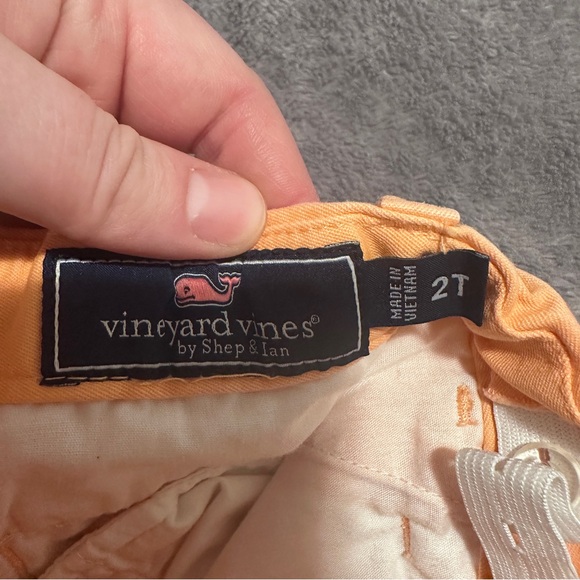 vineyard vines®
by Shep & Ian
MADE IN
VIETNAM
2T